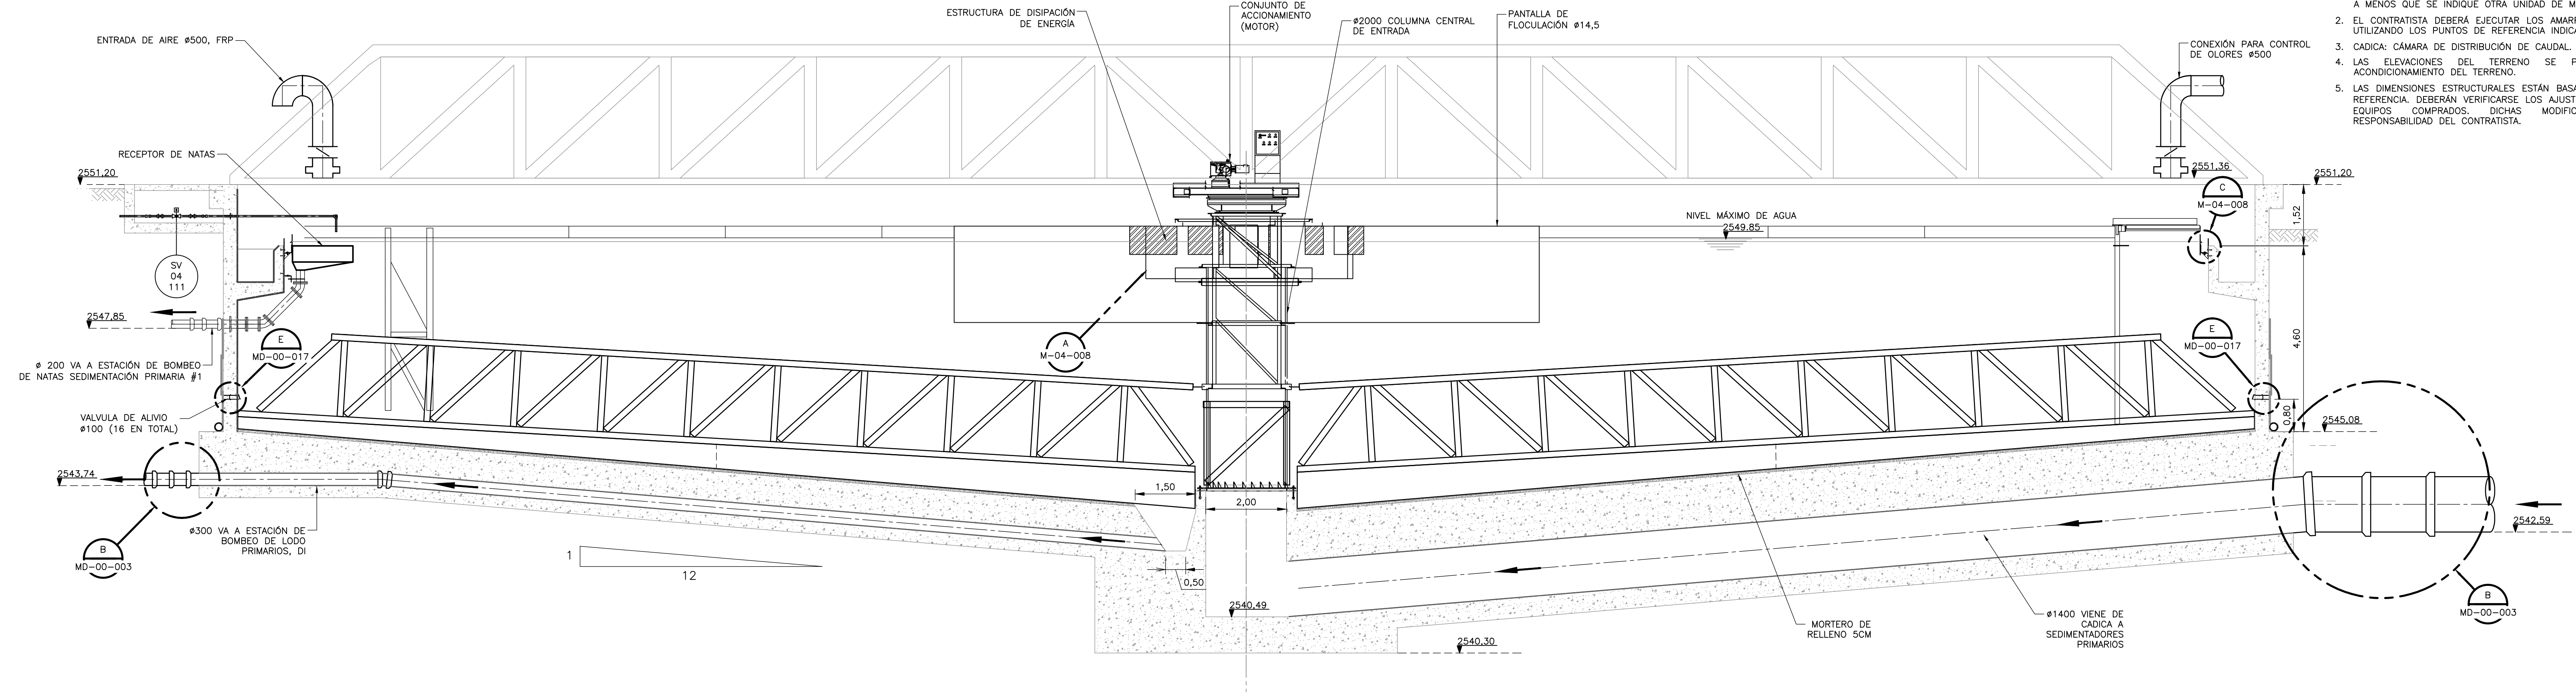 ESTRUCTURA DE DISIPACIÓN
DE ENERGÍA
CONJUNTO DE
ACCIONAMIENTO
(MOTOR)
ø2000 COLUMNA CENTRAL
DE ENTRADA
PANTALLA DE
FLOCULACIÓN ø14,5
ENTRADA DE AIRE ø500, FRP
CONEXIÓN PARA CONTROL
DE OLORES ø500
A MENOS QUE SE INDIQUE OTRA UNIDAD DE
2. EL CONTRATISTA DEBERÁ EJECUTAR LOS
UTILIZANDO LOS PUNTOS DE REFERENCIA
3. CADICA: CÁMARA DE DISTRIBUCIÓN DE CAUDAL.
4. LAS ELEVACIONES DEL TERRENO SE
ACONDICIONAMIENTO DEL TERRENO.
5. LAS DIMENSIONES ESTRUCTURALES ESTÁN
REFERENCIA. DEBERÁN VERIFICARSE LOS
EQUIPOS COMPRADOS. DICHAS
RESPONSABILIDAD DEL CONTRATISTA.
RECEPTOR DE NATAS
2551,20
2551,36
2551,20
C
M-04-008
1,52
NIVEL MÁXIMO DE AGUA
2549,85
SV
04
111
2547,85
E
MD-00-017
A
M-04-008
E
MD-00-017
4,60
ø 200 VA A ESTACIÓN DE BOMBEO
DE NATAS SEDIMENTACIÓN PRIMARIA #1
VALVULA DE ALIVIO
ø100 (16 EN TOTAL)
0,80
2545,08
2543,74
1,50
2,00
2542,59
ø300 VA A ESTACIÓN DE
BOMBEO DE LODO
PRIMARIOS, DI
B
MD-00-003
1
12
0,50
2540,49
2540,30
MORTERO DE
RELLENO 5CM
ø1400 VIENE DE
CADICA A
SEDIMENTADORES
PRIMARIOS
B
MD-00-003